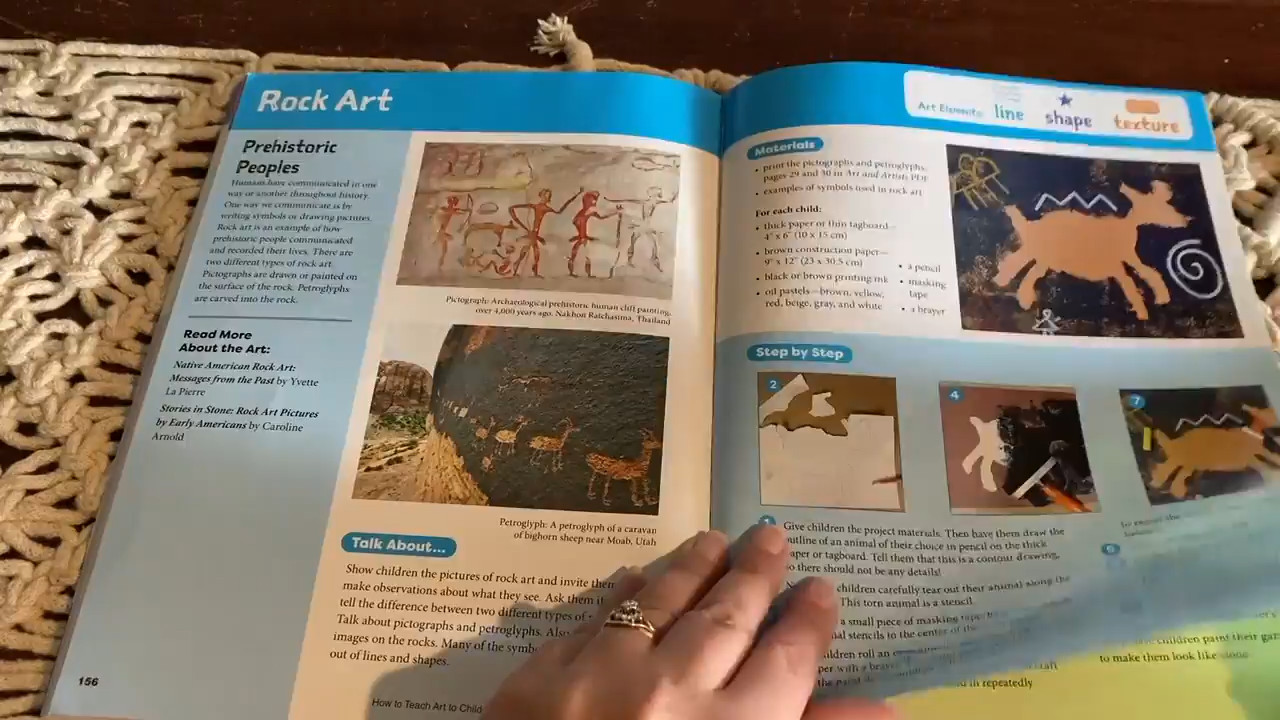 Rock Art
Prehistoric
Peoples
Humans have communicated in one
way or another throughout history.
One way we communicate is by
writing symbols or drawing pictures.
Rock art is an example of how
prehistoric people communicated
and recorded their lives. There are
two different types of rock art.
Pictographs are drawn or painted on
the surface of the rock. Petroglyphs
are carved into the rock.
Read More
About the Art:
Native American Rock Art:
Messages from the Past by Yvette
La Pierre
Stories in Stone: Rock Art Pictures
by Early Americans by Caroline
Arnold
Pictograph: Archaeological prehistoric human cliff painting,
over 4,000 years ago. Nakhon Ratchasima, Thailand
Petroglyph: A petroglyph of a caravan
of bighorn sheep near Moab, Utah
Talk About...
Show children the pictures of rock art and invite them
make observations about what they see. Ask them
tell the difference between two different types of
Talk about pictographs and petroglyphs. Also
images on the rocks. Many of the symb
out of lines and shapes.
156
How to Teach Art to Child
Art Elements: line shape texture
Materials
• print the pictographs and petroglyphs,
pages 29 and 30 in Art and Artists PDF
• examples of symbols used in rock art
For each child:
• thick paper or thin tagboard—
4" x 6" (10 x 15 cm)
• brown construction paper—
9" x 12" (23 x 30.5 cm)
• black or brown printing ink
• oil pastels—brown, yellow,
red, beige, gray, and white
• a pencil
• masking
tape
• a brayer
Step by Step
2
4
7
1 Give children the project materials. Then have them draw the
outline of an animal of their choice in pencil on the thick
paper or tagboard. Tell them that this is a contour drawing,
so there should not be any details!
children carefully tear out their animal along the
This torn animal is a stencil.
a small piece of masking tape
stencils to the center of the
children roll an
with a
in repeatedly
children paint their
to make them look like stone